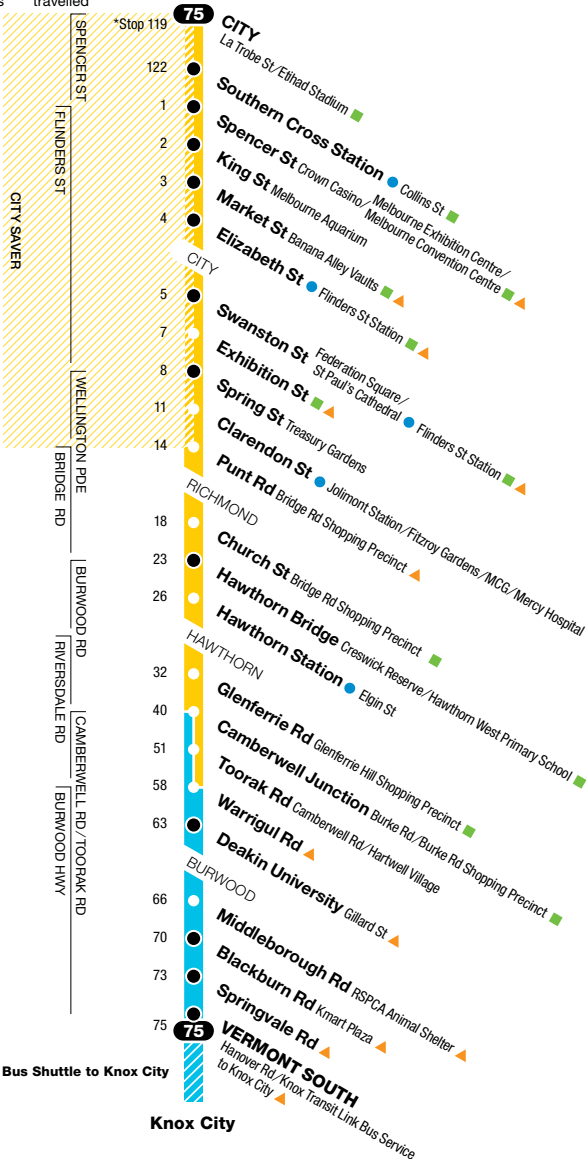 s travelled
75
*Stop 119
CITY
La Trobe St/Etihad Stadium
122
Southern Cross Station Collins St
1
Spencer St Crown Casino/Melbourne Exhibition Centre/
Melbourne Convention Centre
2
King St Melbourne Aquarium
3
Market St Banana Alley Vaults
4
Elizabeth St Flinders St Station
CITY
5
Swanston St Federation Square/
St Paul's Cathedral Flinders St Station
7
Exhibition St
8
Spring St Treasury Gardens
11
Clarendon St Jolimont Station/Fitzroy Gardens/MCG/Mercy Hospital
14
Punt Rd Bridge Rd Shopping Precinct
RICHMOND
18
Church St Bridge Rd Shopping Precinct
23
Hawthorn Bridge Creswick Reserve/Hawthorn West Primary School
26
Hawthorn Station Elgin St
HAWTHORN
32
Glenferrie Rd Glenferrie Hill Shopping Precinct
40
Camberwell Junction Burke Rd/Burke Rd Shopping Precinct
51
Toorak Rd Camberwell Rd/Hartwell Village
58
Warrigul Rd
63
Deakin University Gillard St
BURWOOD
66
Middleborough Rd RSPCA Animal Shelter
70
Blackburn Rd Kmart Plaza
73
Springvale Rd
75
75
VERMONT SOUTH
Hanover Rd/Knox Transit Link Bus Service
to Knox City
Bus Shuttle to Knox City
Knox City
CITY SAVER
SPENCER ST
FLINDERS ST
WELLINGTON PDE
BRIDGE RD
BURWOOD RD
RIVERSDALE RD
CAMBERWELL RD/TOORAK RD
BURWOOD HWY